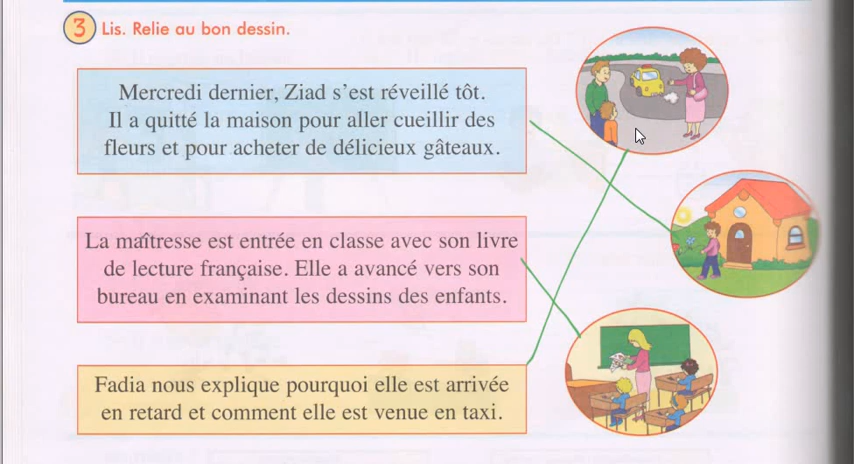 3 Lis. Relie au bon dessin.
Mercredi dernier, Ziad s'est réveillé tôt.
Il a quitté la maison pour aller cueillir des
fleurs et pour acheter de délicieux gâteaux.
La maîtresse est entrée en classe avec son livre
de lecture française. Elle a avancé vers son
bureau en examinant les dessins des enfants.
Fadia nous explique pourquoi elle est arrivée
en retard et comment elle est venue en taxi.